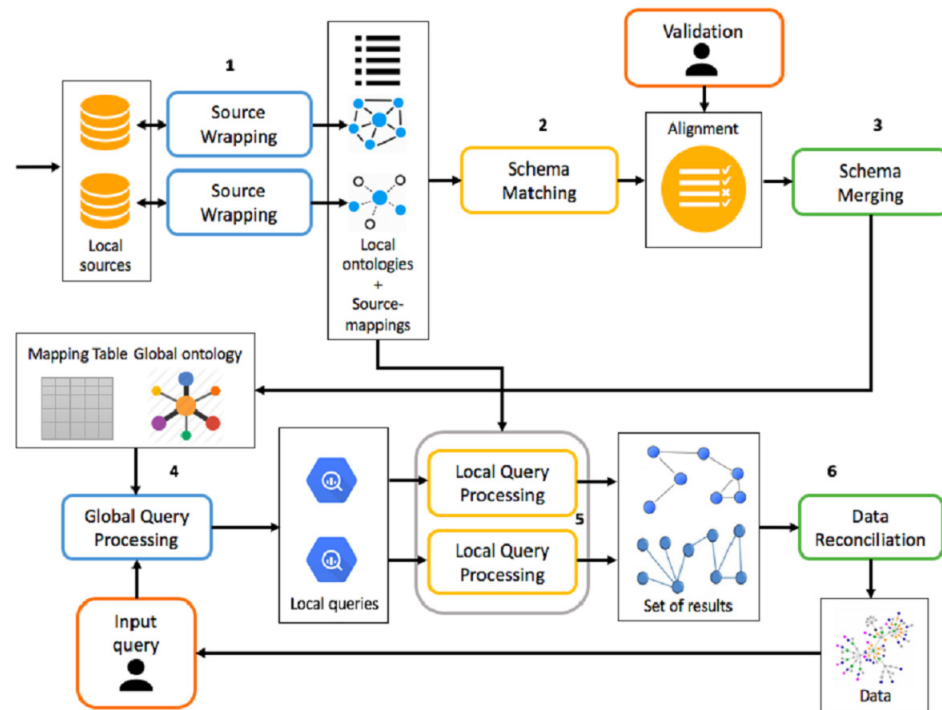 Validation
1
Source
Wrapping
2
Alignment
3
Schema
Matching
Schema
Merging
Source
Wrapping
Local
sources
Local
ontologies
+
Source-
mappings
Mapping Table Global ontology
4
Global Query
Processing
Local queries
Local Query
Processing
5
Local Query
Processing
Set of results
6
Data
Reconciliation
Input
query
Data